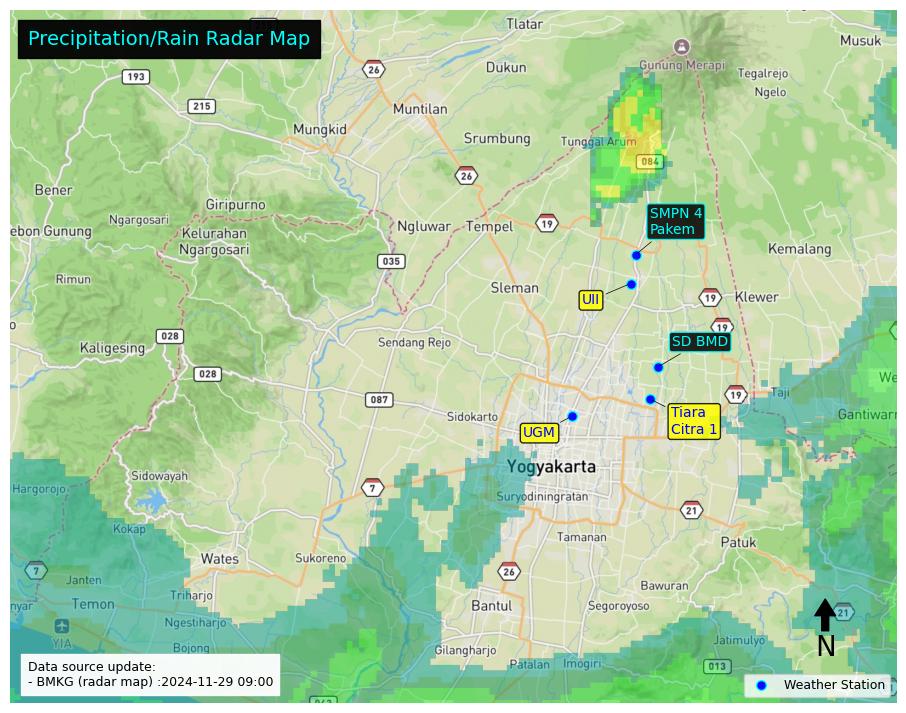 Precipitation/Rain Radar Map
Tlatar
Musuk
26
Gunung Merapi
Dukun
193
Tegalrejo
Ngelo
215
Muntilan
Mungkid
Srumbung
Tunggal Arum
084
26
Bener
Giripurno
SMPN 4
Pakem
Ngargosari
Ngluwar
Tempel
19
ebon Gunung
Kelurahan
Ngargosari
Kemalang
035
Rimun
Sleman
UII
19
Klewer
19
028
Sendang Rejo
SD BMD
Kaligesing
028
We
19
Taji
087
Sidokarto
Tiara
Citra 1
Gantiwarn
UGM
Yogyakarta
Sidowayah
Hargorojo
7
Suryodiningratan
21
Kokap
Tamanan
Patuk
Wates
Sukoreno
7
26
Janten
Bawuran
nyar
Temon
Triharjo
Bantul
Segoroyoso
21
Ngestiharjo
YIA
Jatimulyo
N
Bojong
Gilangharjo
Patalan
Imogiri
013
Data source update:
- BMKG (radar map) :2024-11-29 09:00
Weather Station